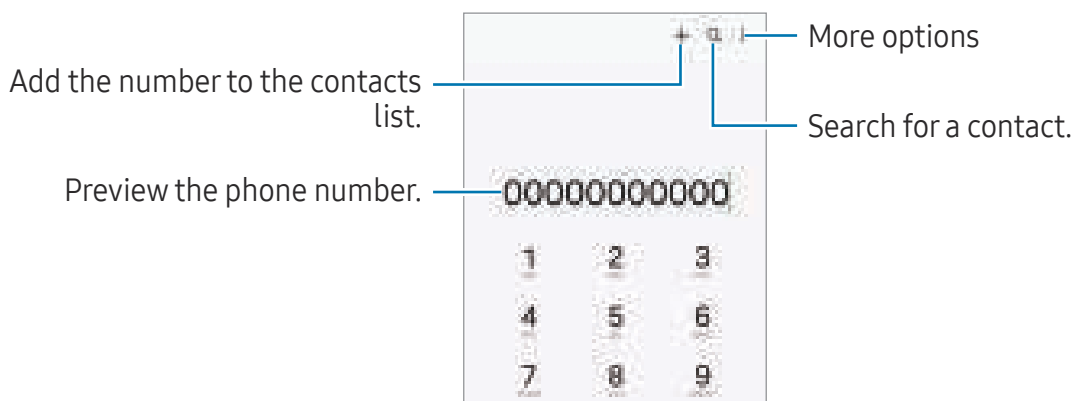 More options
Add the number to the contacts
list.
Search for a contact.
Preview the phone number.
00000000000
1 2 3
4 5 6
7 8 9